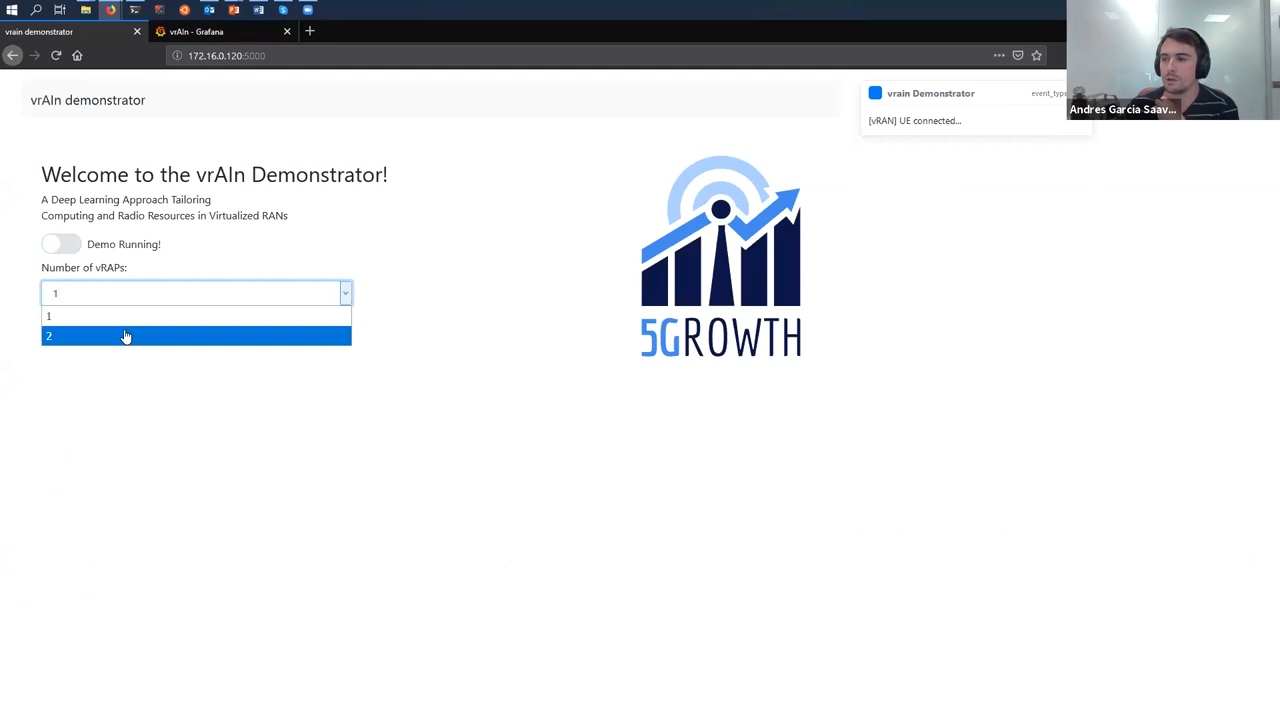 vrain demonstrator
vrAIn - Grafana
172.16.0.120:5000
Andres Garcia Saav...
vrAIn demonstrator
vrain Demonstrator
event_type
[vRAN] UE connected...
Welcome to the vrAIn Demonstrator!
A Deep Learning Approach Tailoring
Computing and Radio Resources in Virtualized RANs
Demo Running!
Number of vRAPs:
1
1
2
5GROWTH